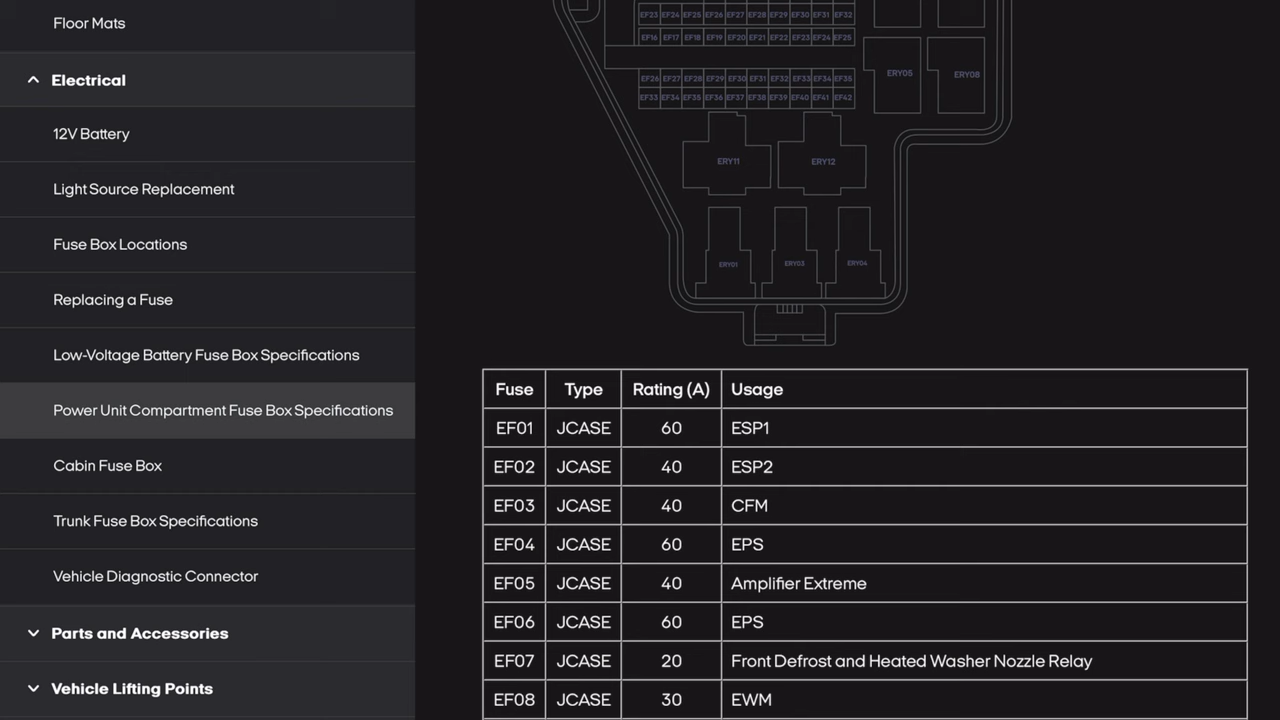 Floor Mats
Electrical
12V Battery
Light Source Replacement
Fuse Box Locations
Replacing a Fuse
Low-Voltage Battery Fuse Box Specifications
Power Unit Compartment Fuse Box Specifications
Cabin Fuse Box
Trunk Fuse Box Specifications
Vehicle Diagnostic Connector
Parts and Accessories
Vehicle Lifting Points
EF23 EF24 EF25 EF26 EF27 EF28 EF29 EF30 EF31 EF32
EF16 EF17 EF18 EF19 EF20 EF21 EF22 EF23 EF24 EF25
EF26 EF27 EF28 EF29 EF30 EF31 EF32 EF33 EF34 EF35
EF33 EF34 EF35 EF36 EF37 EF38 EF39 EF40 EF41 EF42
ERY05 ERY08
ERY11 ERY12
ERY01 ERY03 ERY04
Fuse Type Rating (A) Usage
EF01 JCASE 60 ESP1
EF02 JCASE 40 ESP2
EF03 JCASE 40 CFM
EF04 JCASE 60 EPS
EF05 JCASE 40 Amplifier Extreme
EF06 JCASE 60 EPS
EF07 JCASE 20 Front Defrost and Heated Washer Nozzle Relay
EF08 JCASE 30 EWM